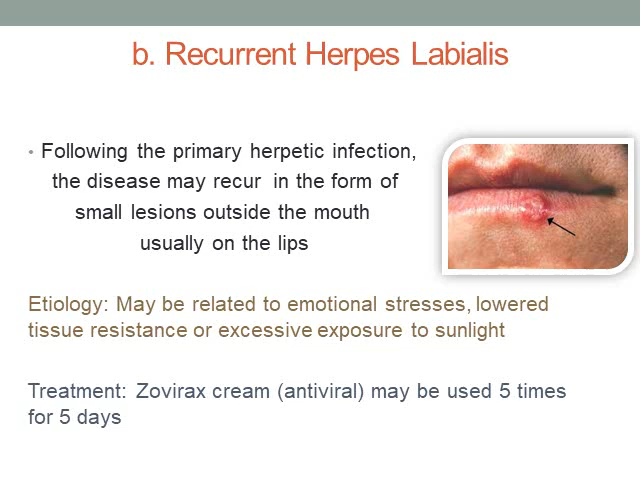 b. Recurrent Herpes Labialis
• Following the primary herpetic infection,
the disease may recur in the form of
small lesions outside the mouth
usually on the lips
Etiology: May be related to emotional stresses, lowered
tissue resistance or excessive exposure to sunlight
Treatment: Zovirax cream (antiviral) may be used 5 times
for 5 days